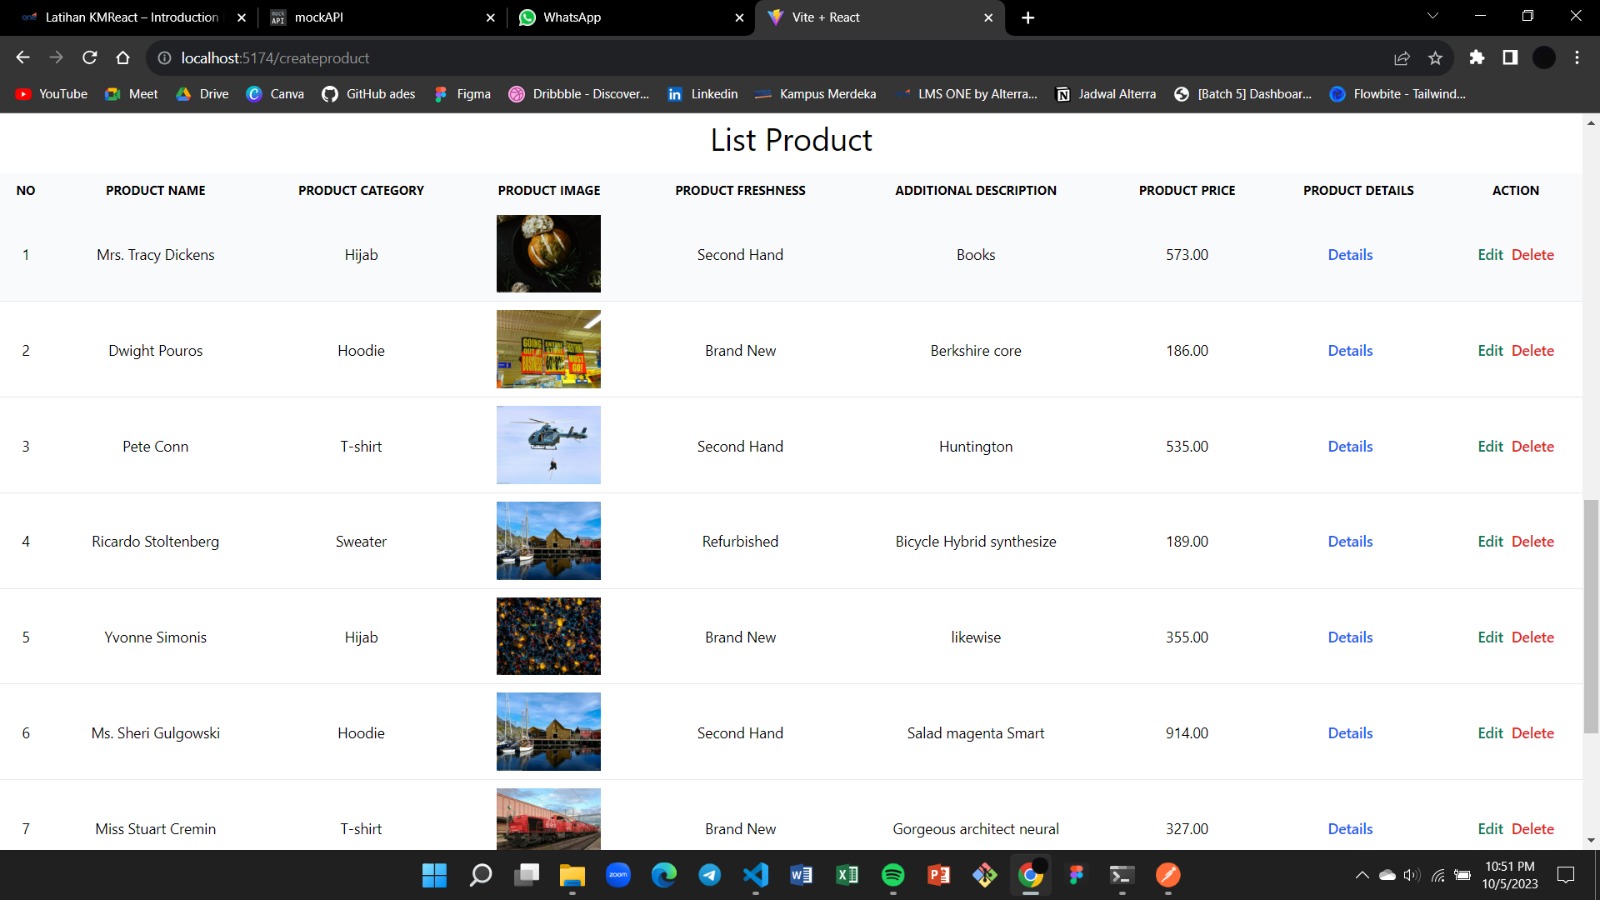 Latihan KMReact – Introduction
mockAPI
WhatsApp
Vite + React
localhost:5174/createproduct
YouTube Meet Drive Canva GitHub ades Figma Dribbble - Discover... Linkedin Kampus Merdeka LMS ONE by Alterra... Jadwal Alterra [Batch 5] Dashboar... Flowbite - Tailwind...
List Product
NO PRODUCT NAME PRODUCT CATEGORY PRODUCT IMAGE PRODUCT FRESHNESS ADDITIONAL DESCRIPTION PRODUCT PRICE PRODUCT DETAILS ACTION
1 Mrs. Tracy Dickens Hijab Second Hand Books 573.00 Details Edit Delete
2 Dwight Pouros Hoodie Brand New Berkshire core 186.00 Details Edit Delete
3 Pete Conn T-shirt Second Hand Huntington 535.00 Details Edit Delete
4 Ricardo Stoltenberg Sweater Refurbished Bicycle Hybrid synthesize 189.00 Details Edit Delete
5 Yvonne Simonis Hijab Brand New likewise 355.00 Details Edit Delete
6 Ms. Sheri Gulgowski Hoodie Second Hand Salad magenta Smart 914.00 Details Edit Delete
7 Miss Stuart Cremin T-shirt Brand New Gorgeous architect neural 327.00 Details Edit Delete
zoom
10:51 PM
10/5/2023